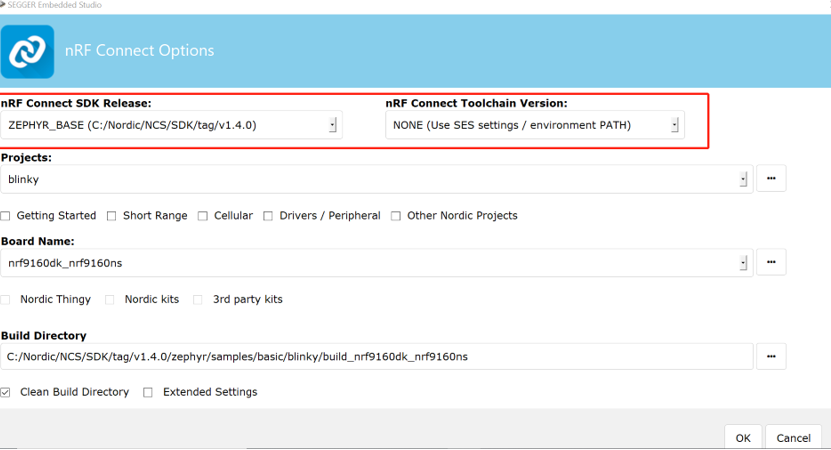 SEGGER Embedded Studio
nRF Connect Options
nRF Connect SDK Release: nRF Connect Toolchain Version:
ZEPHYR_BASE (C:/Nordic/NCS/SDK/tag/v1.4.0) NONE (Use SES settings / environment PATH)
Projects:
blinky ...
Getting Started Short Range Cellular Drivers / Peripheral Other Nordic Projects
Board Name:
nrf9160dk_nrf9160ns ...
Nordic Thingy Nordic kits 3rd party kits
Build Directory
C:/Nordic/NCS/SDK/tag/v1.4.0/zephyr/samples/basic/blinky/build_nrf9160dk_nrf9160ns ...
Clean Build Directory Extended Settings
OK Cancel